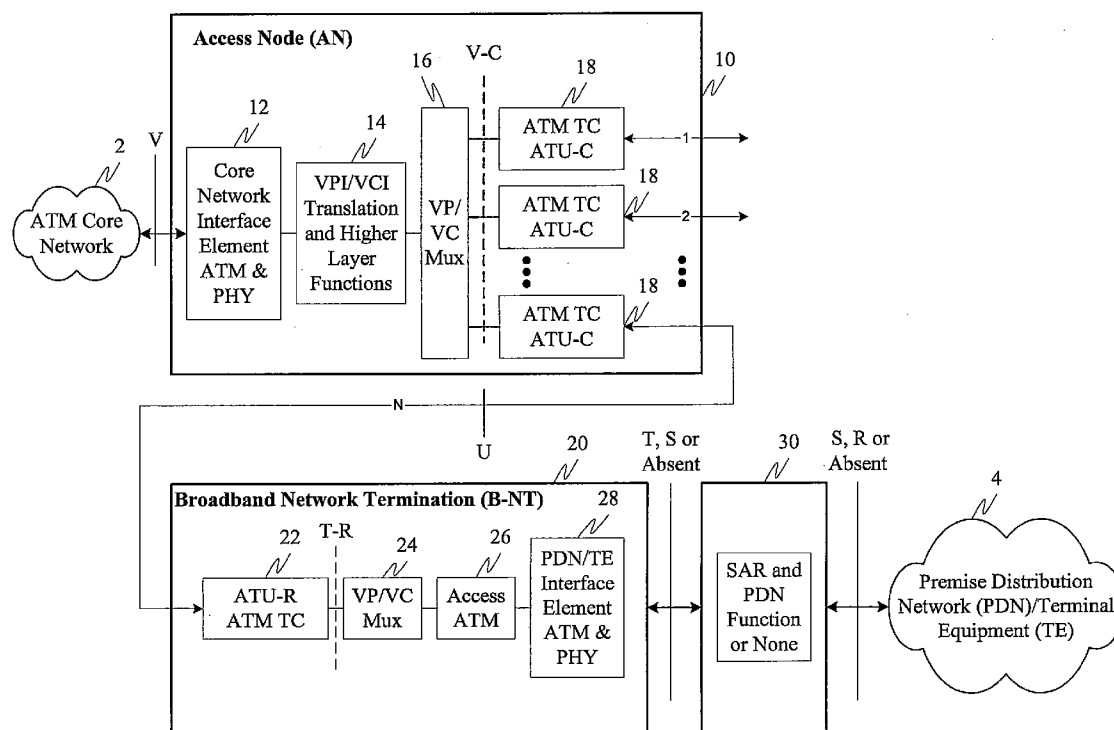 Access Node (AN)
V-C
16
18
10
12
14
2
V
ATM TC
ATU-C
1
Core
Network
Interface
Element
ATM &
PHY
VPI/VCI
Translation
and Higher
Layer
Functions
VP/
VC
Mux
18
ATM TC
ATU-C
2
ATM Core
Network
18
ATM TC
ATU-C
N
U
20
T, S or
Absent
30
S, R or
Absent
4
Broadband Network Termination (B-NT)
28
22
T-R
24
26
ATU-R
ATM TC
VP/VC
Mux
Access
ATM
PDN/TE
Interface
Element
ATM &
PHY
SAR and
PDN
Function
or None
Premise Distribution
Network (PDN)/Terminal
Equipment (TE)